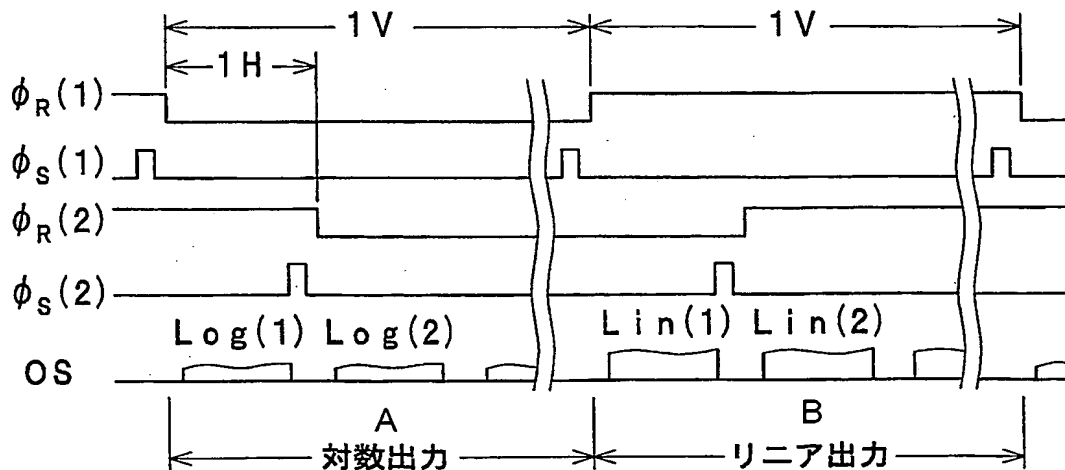 1V 1V
1H
φR(1)
φS(1)
φR(2)
φS(2)
Log(1) Log(2) Lin(1) Lin(2)
OS
A B
対数出力 リニア出力